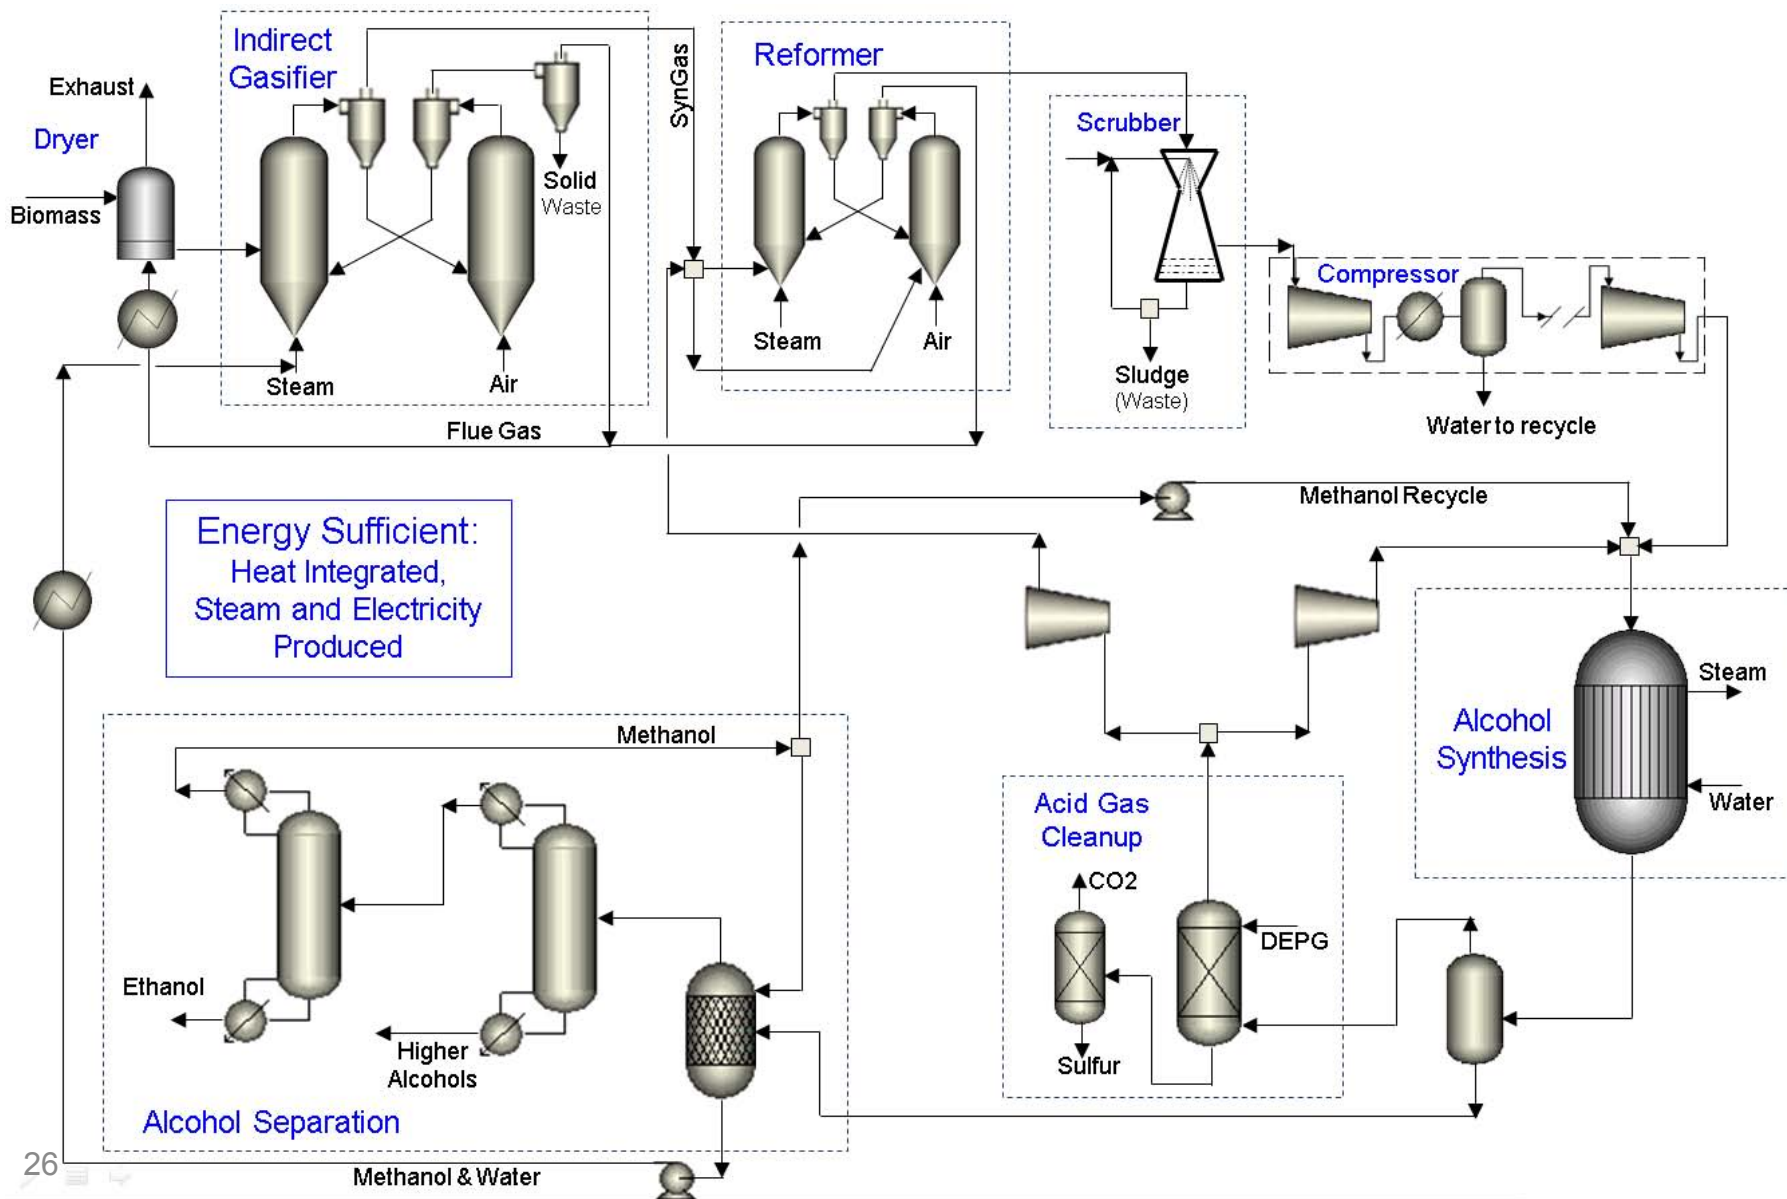 Indirect
Gasifier
Exhaust
Dryer
Biomass
Solid
Waste
Steam
Air
Flue Gas
SynGas
Reformer
Steam
Air
Scrubber
Sludge
(Waste)
Compressor
Water to recycle
Methanol Recycle
Energy Sufficient:
Heat Integrated,
Steam and Electricity
Produced
Steam
Alcohol
Synthesis
Water
Methanol
Acid Gas
Cleanup
CO2
DEPG
Sulfur
Ethanol
Higher
Alcohols
Alcohol Separation
Methanol & Water
26